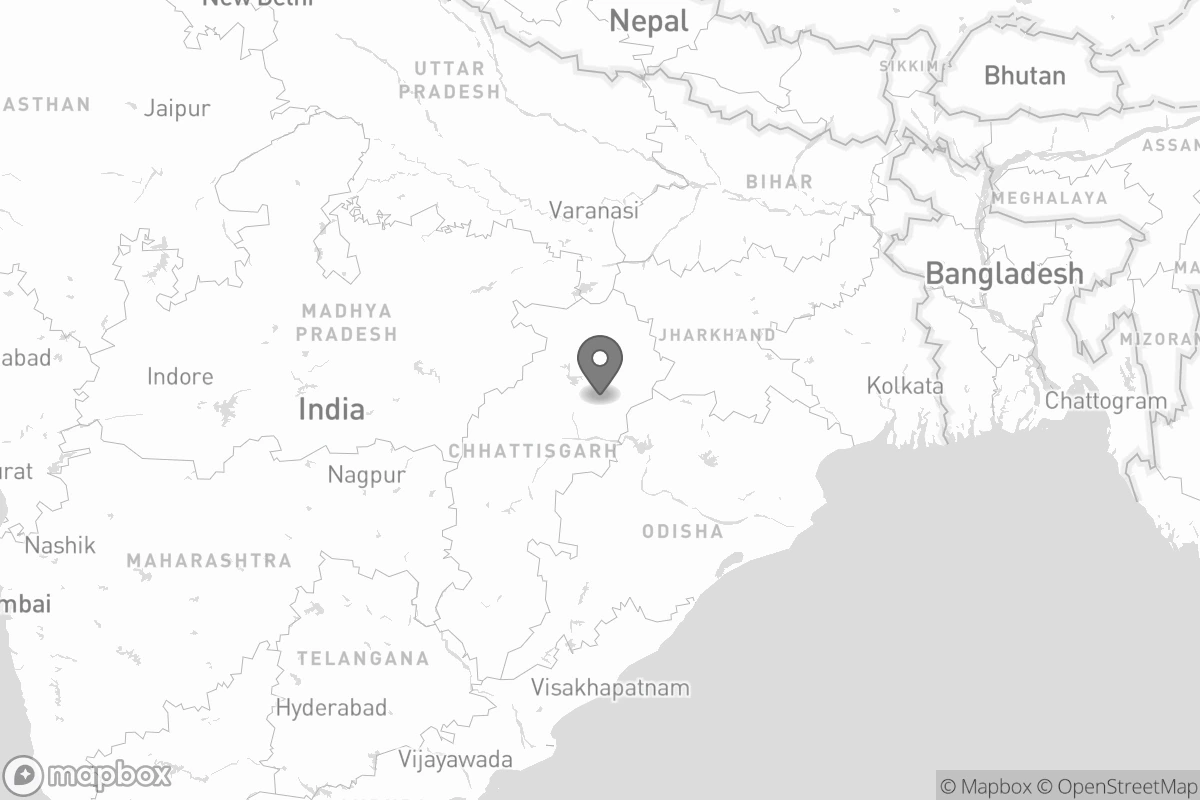 New Delhi
Nepal
SIKKIM
Bhutan
UTTAR
PRADESH
ASTHAN
Jaipur
ASSAM
BIHAR
MEGHALAYA
Varanasi
Bangladesh
MA
MADHYA
PRADESH
JHARKHAND
MIZORAM
abad
Indore
Kolkata
Chattogram
India
CHHATTISGARH
urat
Nagpur
ODISHA
Nashik
MAHARASHTRA
mbai
TELANGANA
Visakhapatnam
Hyderabad
Vijayawada
mapbox
© Mapbox © OpenStreetMap